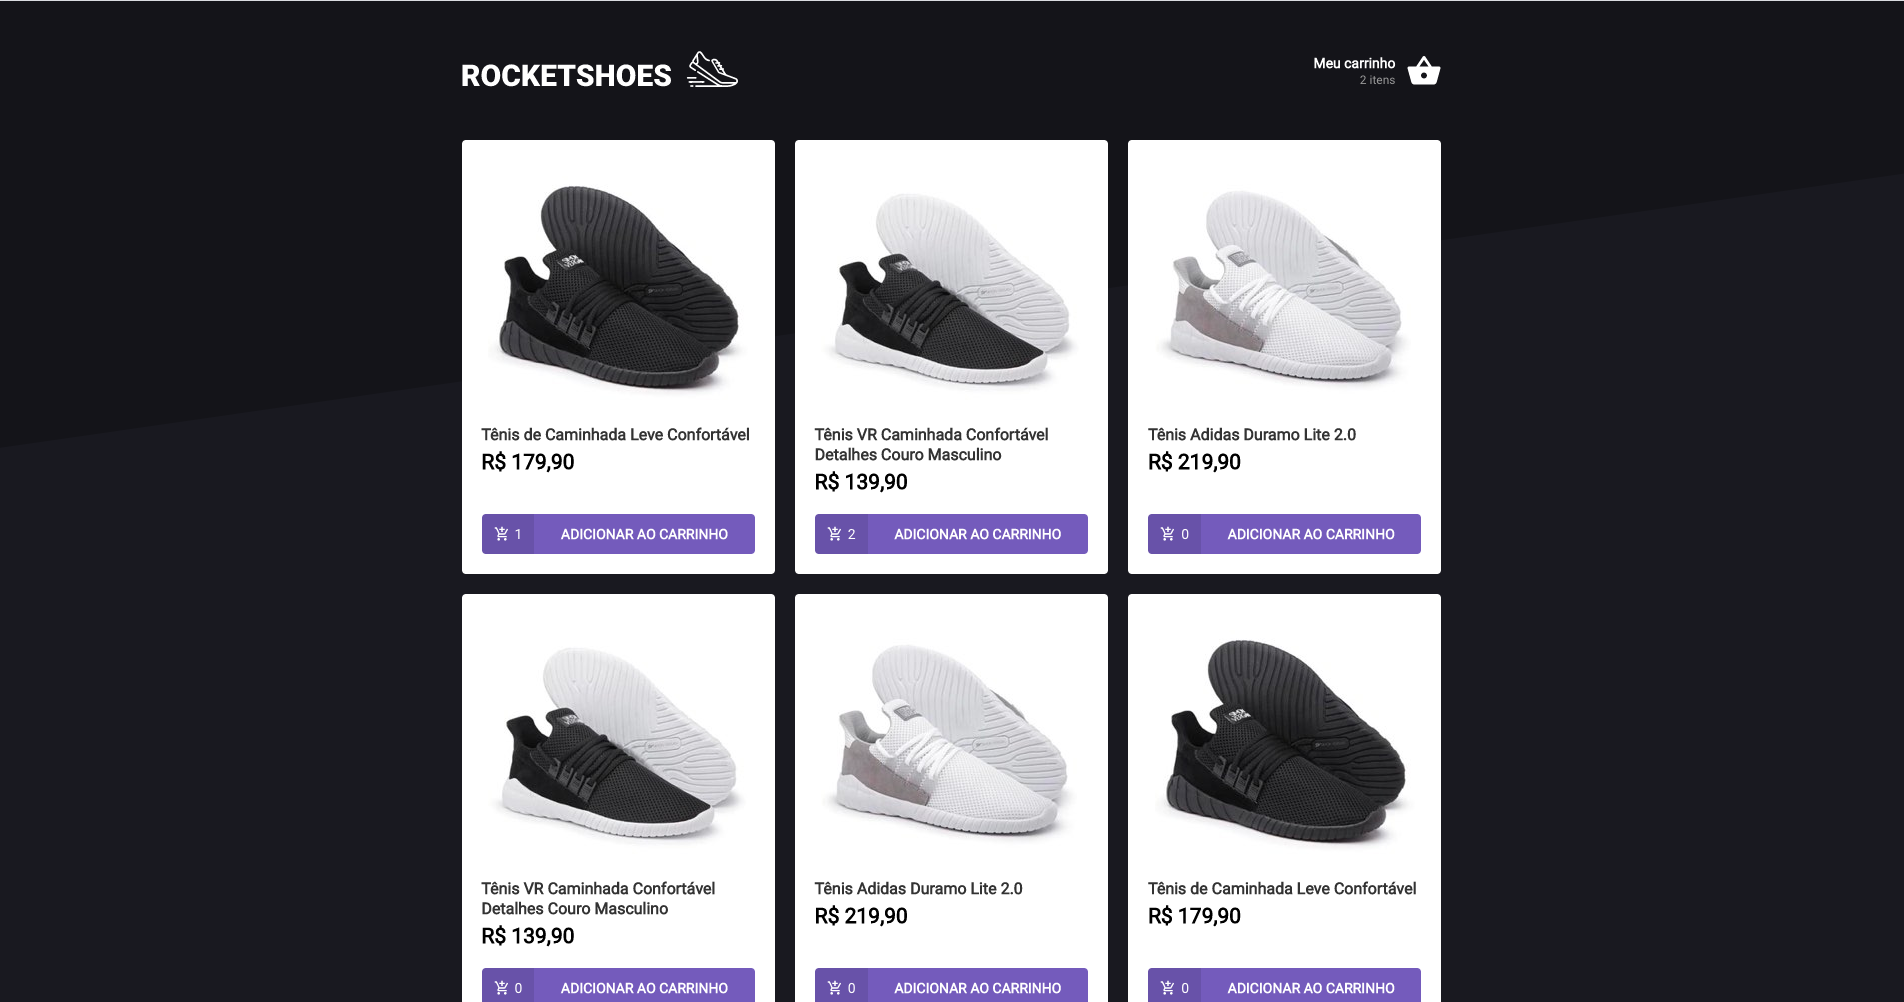 ROCKETSHOES
Meu carrinho
2 itens
Tênis de Caminhada Leve Confortável
R$ 179,90
1 ADICIONAR AO CARRINHO
Tênis VR Caminhada Confortável
Detalhes Couro Masculino
R$ 139,90
2 ADICIONAR AO CARRINHO
Tênis Adidas Duramo Lite 2.0
R$ 219,90
0 ADICIONAR AO CARRINHO
Tênis VR Caminhada Confortável
Detalhes Couro Masculino
R$ 139,90
0 ADICIONAR AO CARRINHO
Tênis Adidas Duramo Lite 2.0
R$ 219,90
0 ADICIONAR AO CARRINHO
Tênis de Caminhada Leve Confortável
R$ 179,90
0 ADICIONAR AO CARRINHO